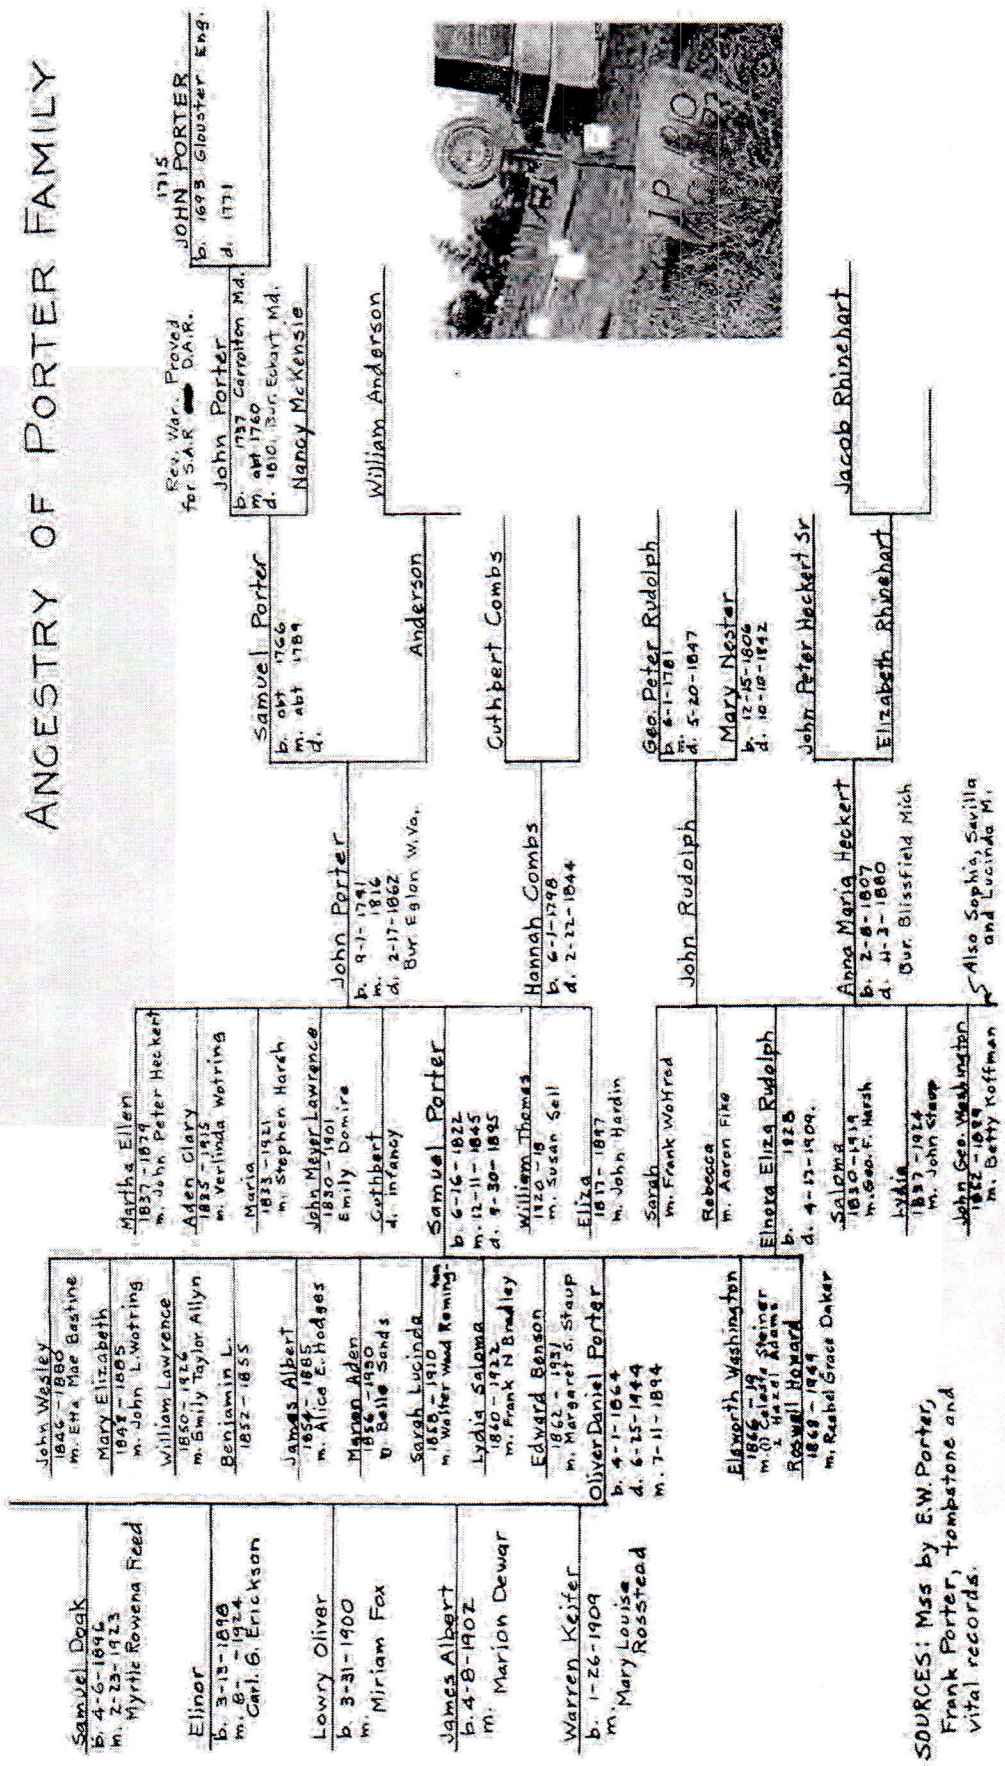 ANCESTRY OF PORTER FAMILY
Samuel Doak
b. 4-6-1896
m. 2-23-1923
Myrtle Rowena Reed
Elinor
b. 3-13-1898
m. 8- -1924
Carl. G. Erickson
Lowry Oliver
b. 3-31-1900
m.
Miriam Fox
James Albert
b. 4-8-1902
m.
Marion Dewar
Warren Keifer
b. 1-26-1909
m.
Mary Louise
Rosstead
John Wesley
1846-1880
m. Etta Mae Bastine
Mary Elizabeth
1848-1885
m. John L. Wotring
William Lawrence
1850-1926
m. Emily Taylor Allyn
Benjamin L.
1852-1855
James Albert
1854-1885
m. Alice E. Hodges
Marion Aden
1856-1930
Belle Sands
Sarah Lucinda
1858-1910
m. Walter Weed Reming-
ton
Lydia Saloma
1860-1922
m. Frank N Bradley
Edward Benson
1862-1931
m. Margaret S. Staup
Oliver Daniel Porter
b. 4-1-1864
d. 6-25-1944
m. 7-11-1894
Elsworth Washington
1866-19
m. (1) Calesta Steiner
2 Hazel Adams
Roswell Howard
1868-1949
m. Rachel Grace Daker
Martha Ellen
1837-1879
m. John Peter Heckert
Aden Clary
1835-1915
m. Verlinda Wotring
Maria
1833-1921
m. Stephen Harsh
John Meyer Lawrence
1830-1901
Emily Domire
Cuthbert
d. infancy
Samuel Porter
b. 6-16-1822
m. 12-11-1845
d. 9-30-1895
William Thomas
1820-18
m. Susan Sell
Eliza
1817-1897
m. John Hardin
Sarah
m. Frank Wolfred
Rebecca
m. Aaron Fike
Elnora Eliza Rudolph
b. 1828
d. 4-17-1909.
Saloma
1830-1919
m. Geo. F. Harsh
Lydia
1837-1924
m. John Staup
John Geo. Washington
m. Betty Koffman
Also Sophia, Savilla
and Lucinda M.
John Porter
b. 9-1-1791
m. 1816
d. 2-17-1862
Bur. Eglon W. Va.
Hannah Combs
b. 6-1-1798
d. 2-22-1844
John Rudolph
Anna Maria Heckert
b. 2-8-1807
d. 4-3-1880
Bur. Blissfield Mich
Samuel Porter
b. abt 1766
m. abt 1789
d.
Anderson
Cuthbert Combs
Geo. Peter Rudolph
b. 6-1-1781
m.
d. 5-20-1847
Mary Nester
b. 12-15-1806
d. 10-10-1842
John Peter Heckert Sr
Elizabeth Rhinehart
Rev. War. Proved
for S.A.R D.A.R.
John Porter
b. 1737 Carrolton Md.
m. abt 1760
d. 1810. Bur. Eckart Md.
Nancy McKensie
William Anderson
Jacob Rhinehart
1715
JOHN PORTER
b. 1693 Glouster Eng.
d. 1771
SOURCES: Mss by E.W. Porter,
Frank Porter, tombstone and
vital records.